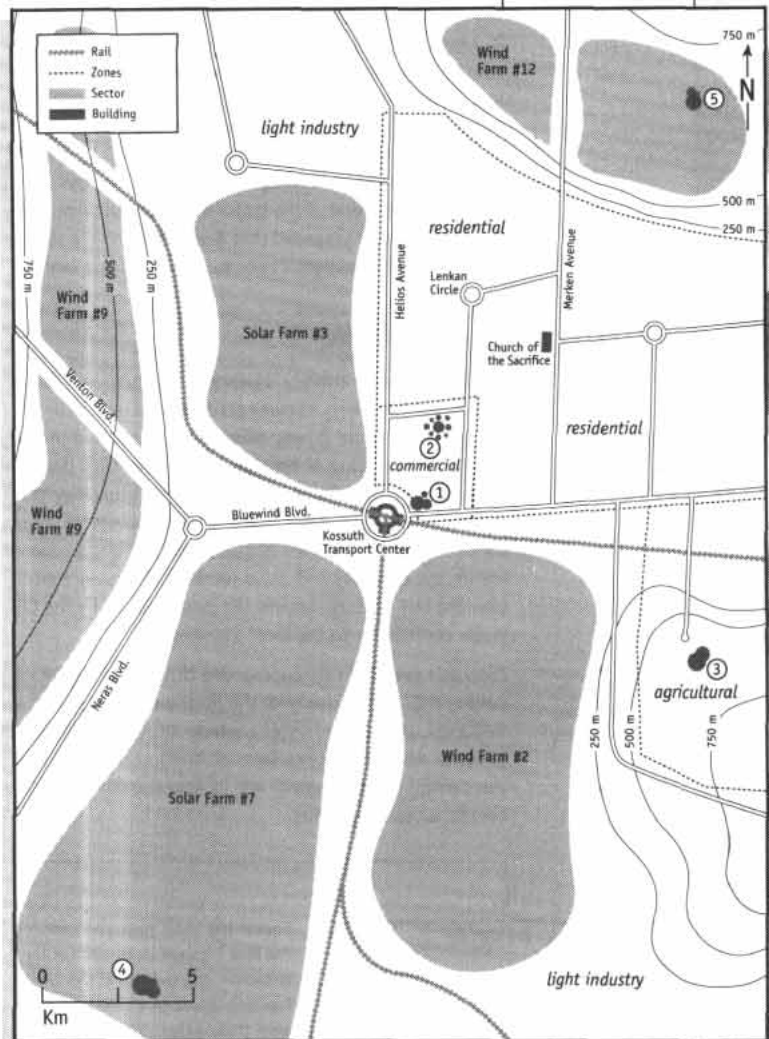 Rail
Zones
Sector
Building
750 m
N
Wind
Farm #12
5
light industry
500 m
250 m
residential
750 m
500 m
250 m
Wind
Farm #9
Solar Farm #3
Helios Avenue
Lenkan
Circle
Merken Avenue
Church of
the Sacrifice
Venton Blvd
2
commercial
residential
1
Wind
Farm #9
Bluewind Blvd.
Kossuth
Transport Center
Neras Blvd.
3
agricultural
250 m
500 m
750 m
Wind Farm #2
Solar Farm #7
4
0
5
Km
light industry